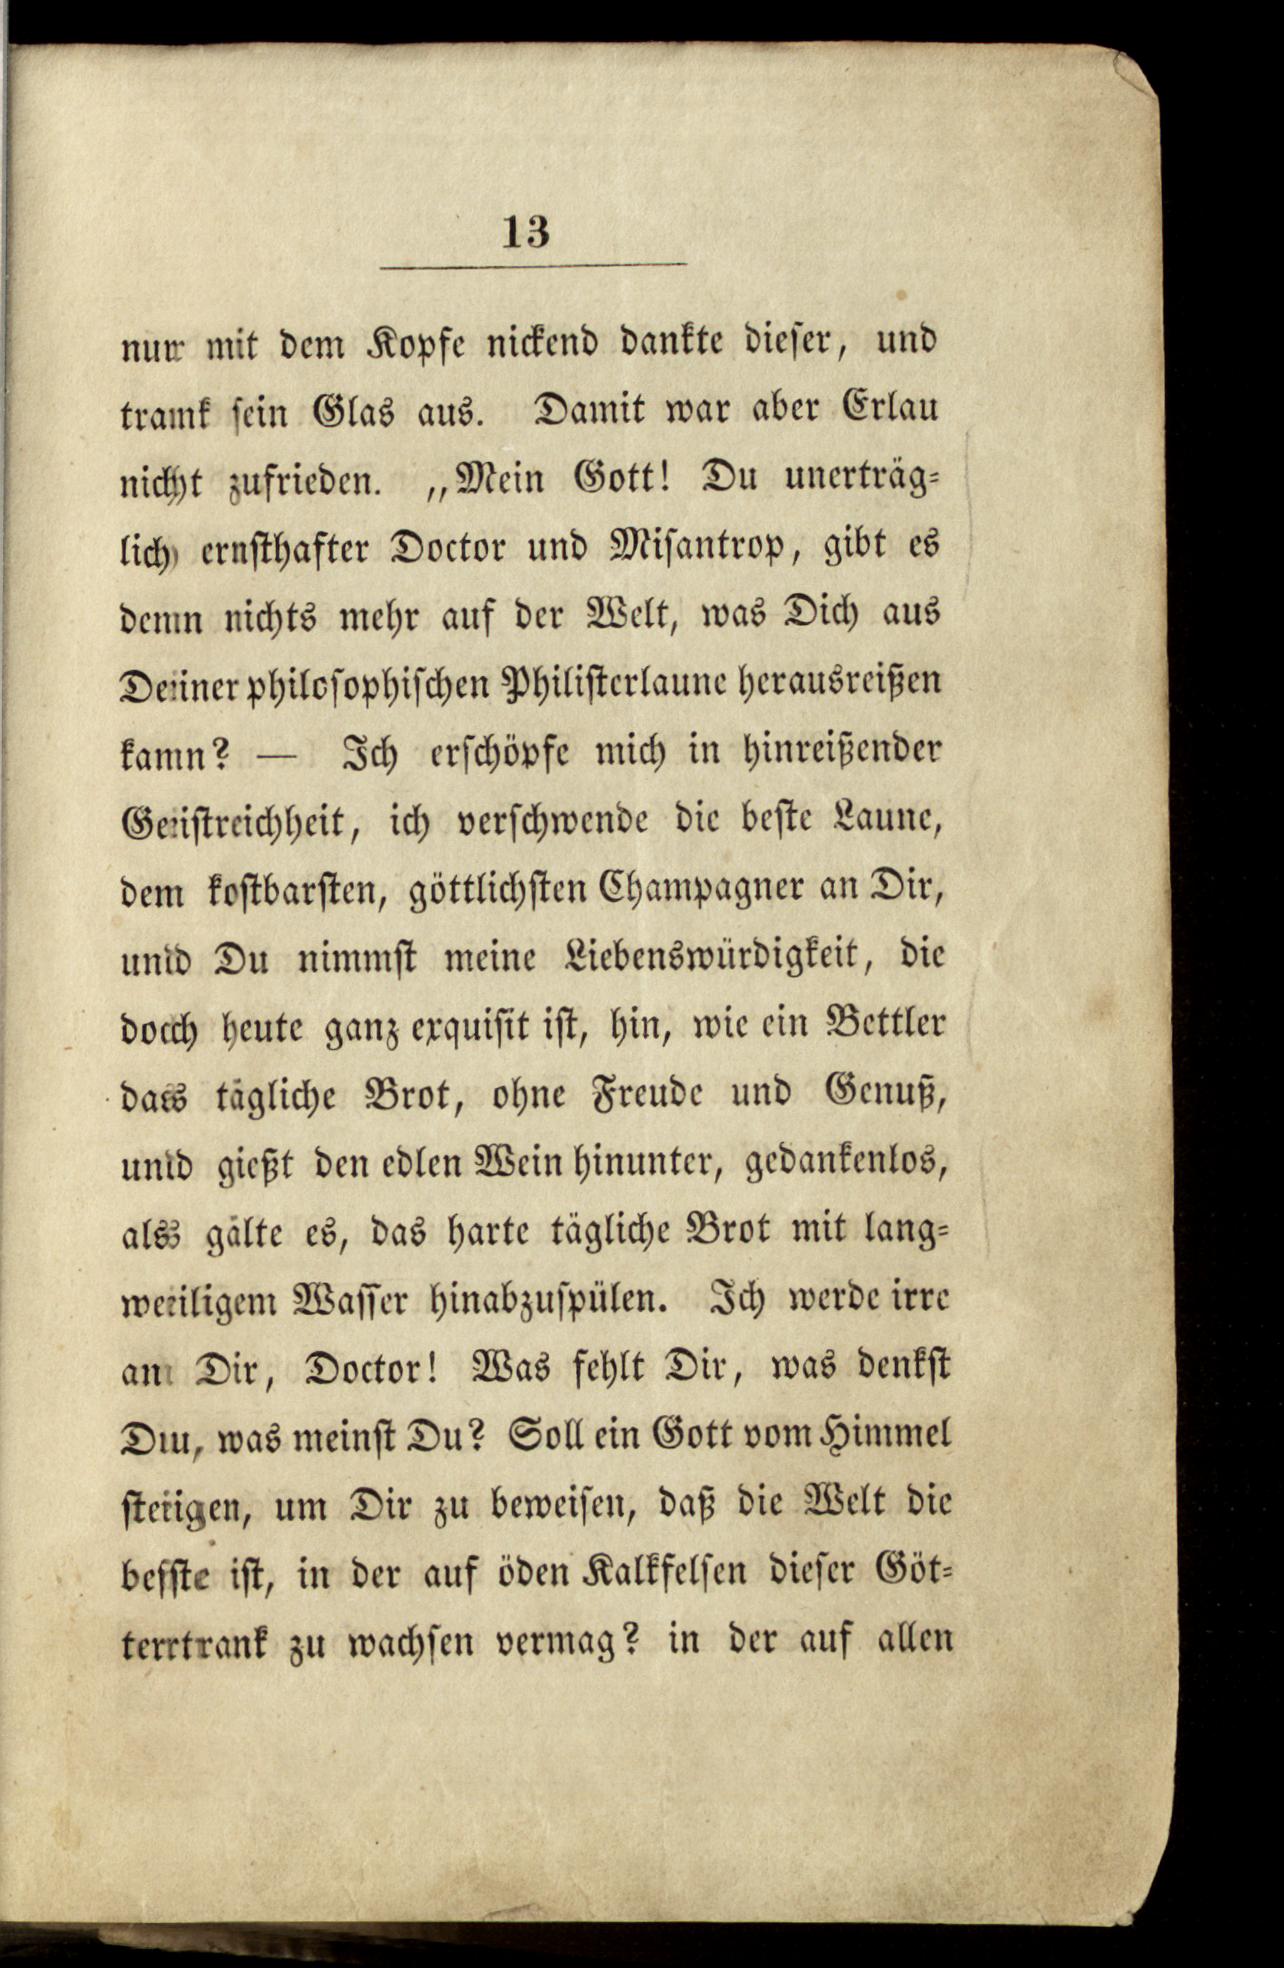 13
nur mit dem Kopfe nickend dankte dieser, und
trank sein Glas aus. Damit war aber Erlau
nicht zufrieden. „Mein Gott! Du unerträg-
lich ernsthafter Doctor und Misantrop, gibt es
denn nichts mehr auf der Welt, was Dich aus
Deiner philosophischen Philisterlaune herausreißen
kann? — Ich erschöpfe mich in hinreißender
Geistreichheit, ich verschwende die beste Laune,
den kostbarsten, göttlichsten Champagner an Dir,
und Du nimmst meine Liebenswürdigkeit, die
doch heute ganz exquisit ist, hin, wie ein Bettler
das tägliche Brot, ohne Freude und Genuß,
und gießt den edlen Wein hinunter, gedankenlos,
als gälte es, das harte tägliche Brot mit lang-
weiligem Wasser hinabzuspülen. Ich werde irre
an Dir, Doctor! Was fehlt Dir, was denkst
Du, was meinst Du? Soll ein Gott vom Himmel
steigen, um Dir zu beweisen, daß die Welt die
beste ist, in der auf öden Kalkfelsen dieser Göt-
tertrank zu wachsen vermag? in der auf allen